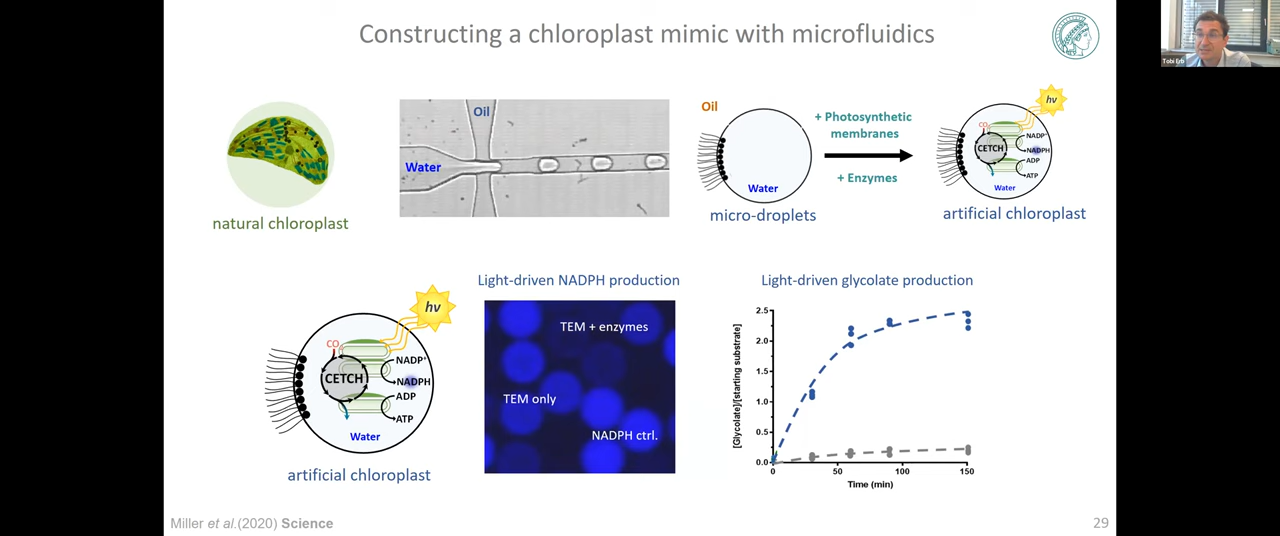 Constructing a chloroplast mimic with microfluidics
Tobi Erb
natural chloroplast
Oil
Water
Oil
Water
micro-droplets
+ Photosynthetic
membranes
+ Enzymes
hν
CO₂
CETCH
NADP⁺
NADPH
ADP
ATP
Water
artificial chloroplast
hν
CO₂
CETCH
NADP⁺
NADPH
ADP
ATP
Water
artificial chloroplast
Light-driven NADPH production
TEM + enzymes
TEM only
NADPH ctrl.
Light-driven glycolate production
[Glycolate]/[starting substrate]
2.5
2.0
1.5
1.0
0.5
0.0
0
50
100
150
Time (min)
Miller et al.(2020) Science
29